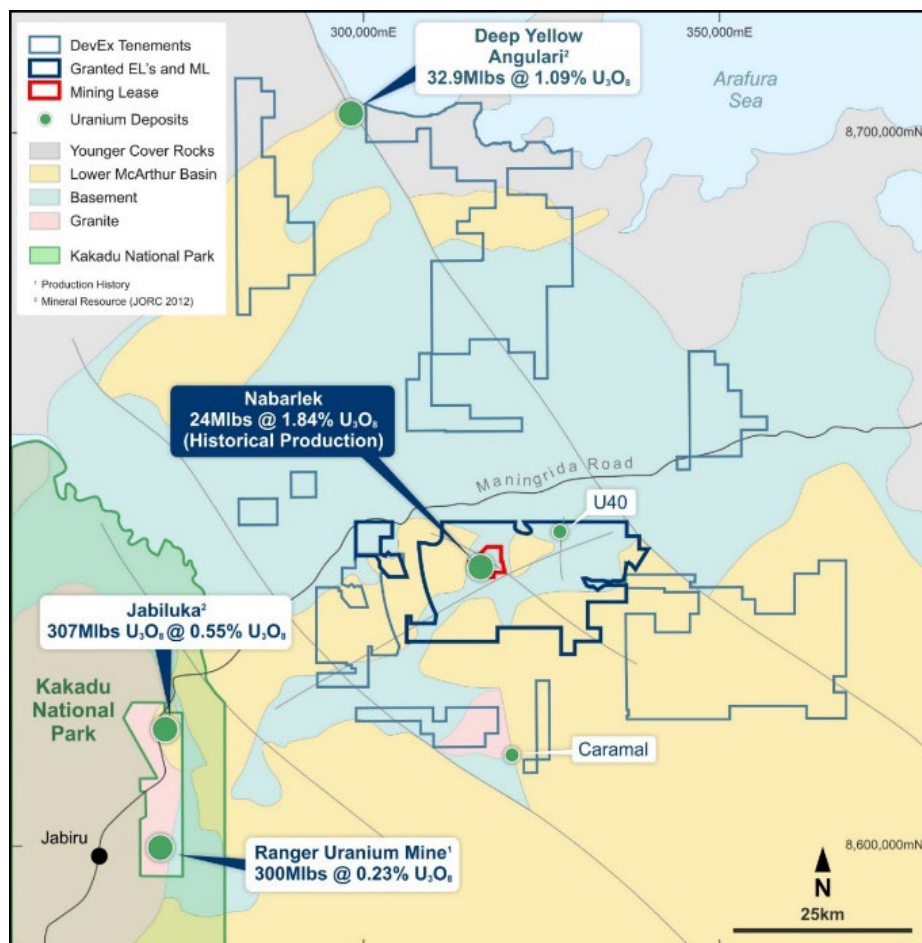 300,000mE
350,000mE
DevEx Tenements
Granted EL's and ML
Mining Lease
Uranium Deposits
Younger Cover Rocks
Lower McArthur Basin
Basement
Granite
Kakadu National Park
¹ Production History
² Mineral Resource (JORC 2012)
Deep Yellow
Angulari²
32.9Mlbs @ 1.09% U₃O₈
Arafura
Sea
8,700,000mN
Nabarlek
24Mlbs @ 1.84% U₃O₈
(Historical Production)
Maningrida Road
U40
Jabiluka²
307Mlbs U₃O₈ @ 0.55% U₃O₈
Kakadu
National
Park
Caramal
Jabiru
Ranger Uranium Mine¹
300Mlbs @ 0.23% U₃O₈
8,600,000mN
N
25km